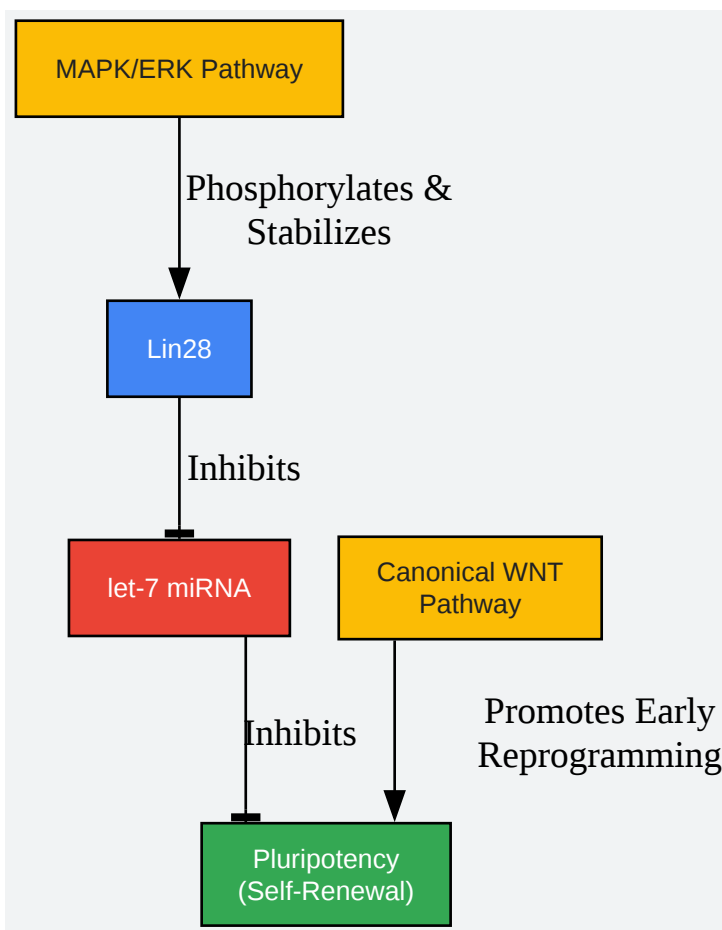 MAPK/ERK Pathway
Phosphorylates &
Stabilizes
Lin28
Inhibits
let-7 miRNA
Canonical WNT
Pathway
Inhibits
Promotes Early
Reprogramming
Pluripotency
(Self-Renewal)